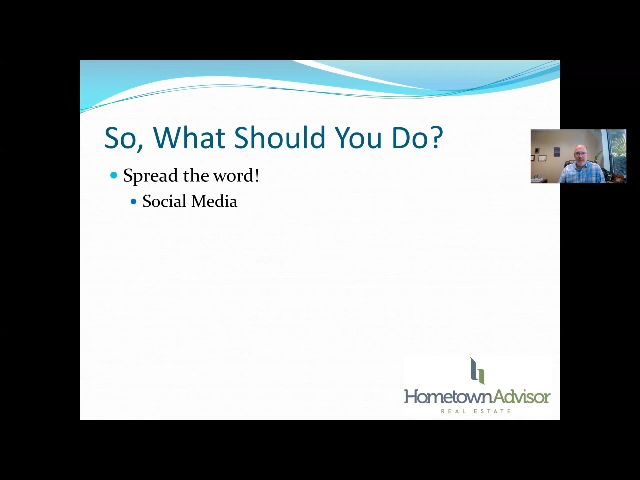 So, What Should You Do?
Spread the word!
Social Media
HometownAdvisor
REAL ESTATE